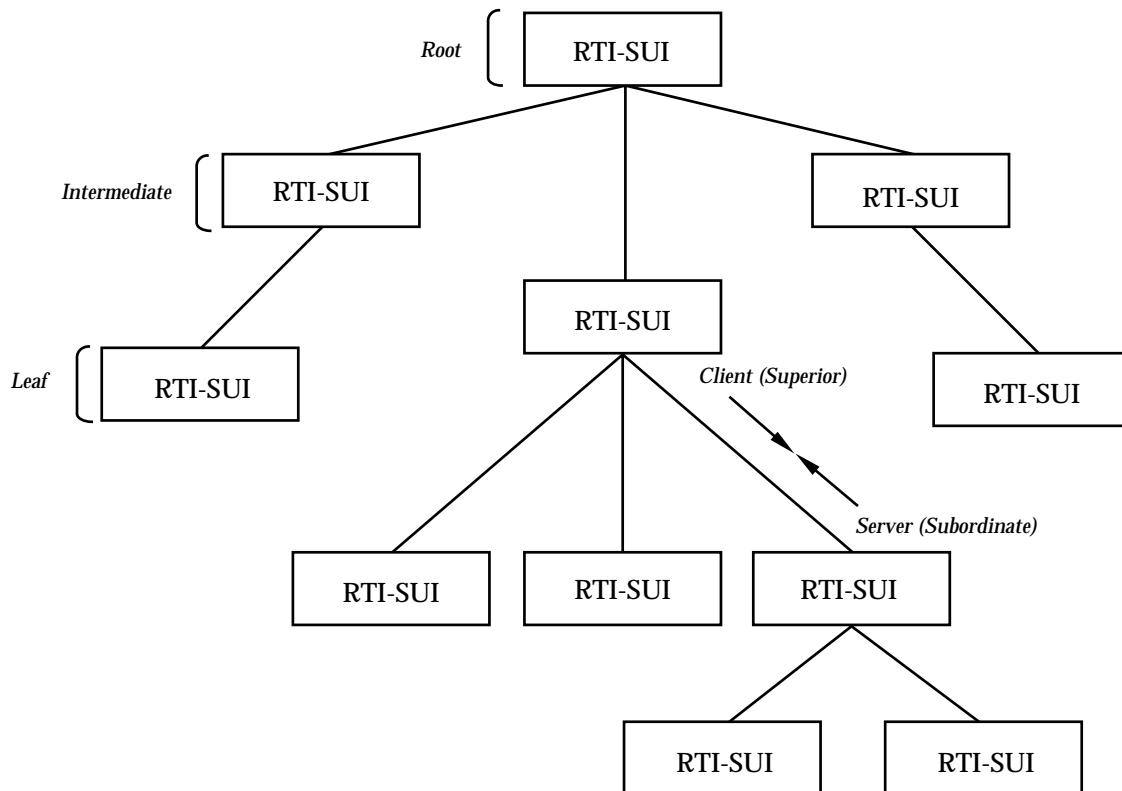 Root
RTI-SUI
Intermediate
RTI-SUI
RTI-SUI
RTI-SUI
Leaf
RTI-SUI
Client (Superior)
RTI-SUI
Server (Subordinate)
RTI-SUI
RTI-SUI
RTI-SUI
RTI-SUI
RTI-SUI